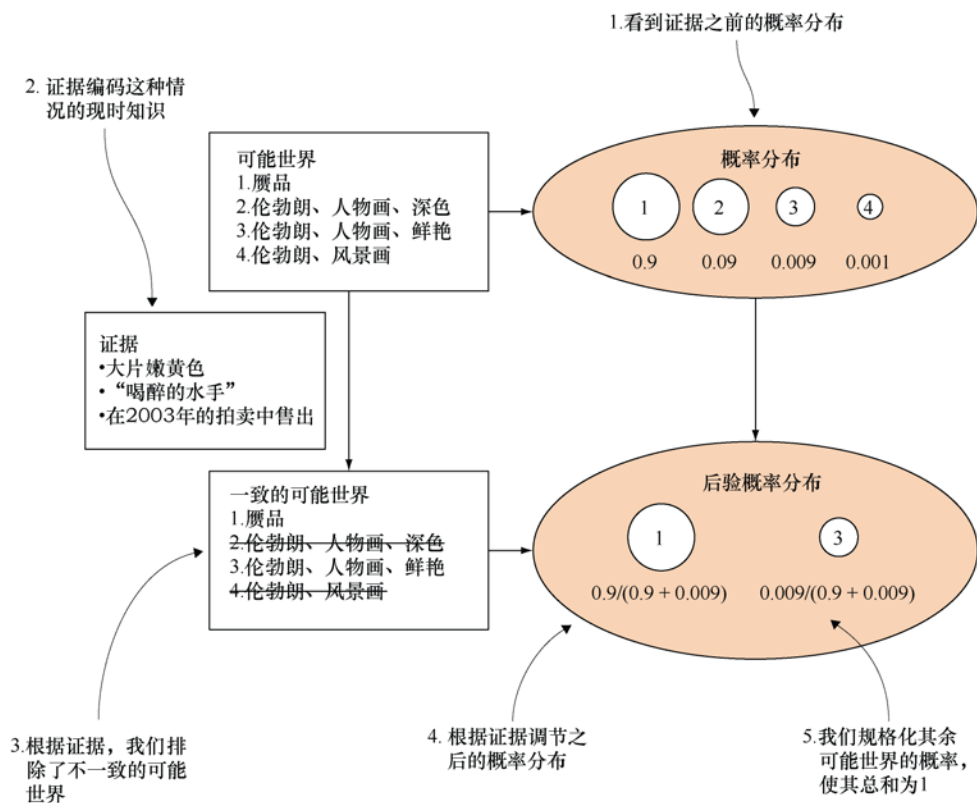 1.看到证据之前的概率分布
2. 证据编码这种情
况的现时知识
可能世界
1.赝品
2.伦勃朗、人物画、深色
3.伦勃朗、人物画、鲜艳
4.伦勃朗、风景画
概率分布
1
2
3
4
0.9
0.09
0.009
0.001
证据
•大片嫩黄色
•“喝醉的水手”
•在2003年的拍卖中售出
一致的可能世界
1.赝品
2.伦勃朗、人物画、深色
3.伦勃朗、人物画、鲜艳
4.伦勃朗、风景画
后验概率分布
1
3
0.9/(0.9 + 0.009)
0.009/(0.9 + 0.009)
3.根据证据，我们排
除了不一致的可能
世界
4. 根据证据调节之
后的概率分布
5.我们规格化其余
可能世界的概率，
使其总和为1